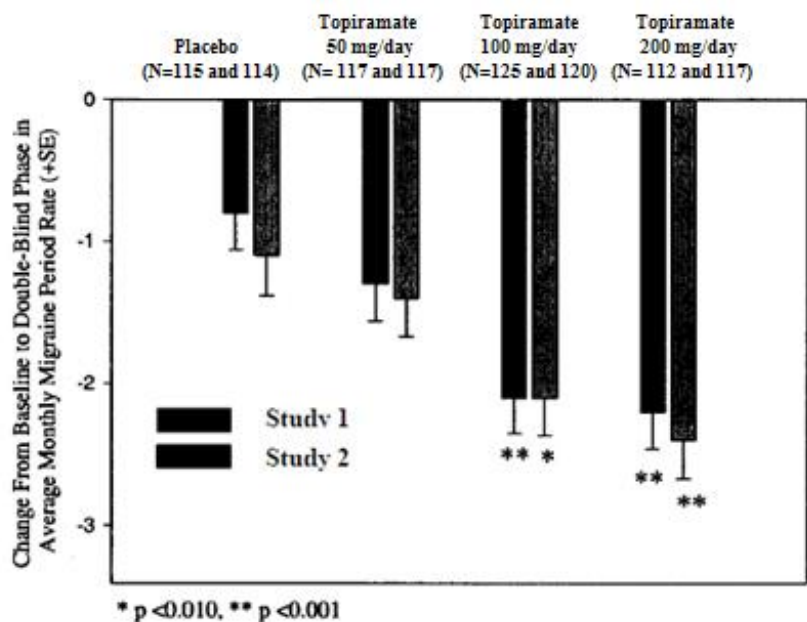 Placebo
(N=115 and 114)
Topiramate
50 mg/day
(N= 117 and 117)
Topiramate
100 mg/day
(N=125 and 120)
Topiramate
200 mg/day
(N= 112 and 117)
Change From Baseline to Double-Blind Phase in
Average Monthly Migraine Period Rate (+SE)
0
-1
-2
-3
Study 1
Study 2
** *
** **
* p <0.010, ** p <0.001